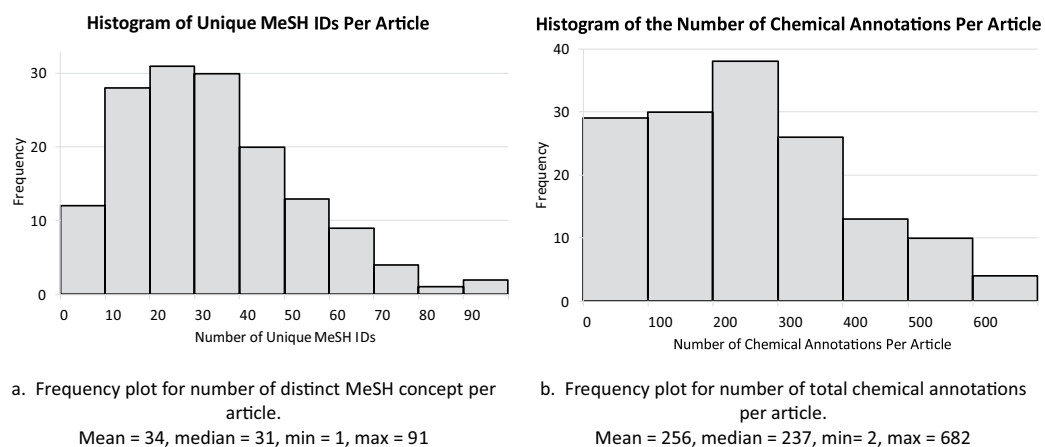 Histogram of Unique MeSH IDs Per Article
30
20
10
0
Frequency
0 10 20 30 40 50 60 70 80 90
Number of Unique MeSH IDs
a. Frequency plot for number of distinct MeSH concept per
article.
Mean = 34, median = 31, min = 1, max = 91
Histogram of the Number of Chemical Annotations Per Article
40
30
20
10
0
Frequency
0 100 200 300 400 500 600
Number of Chemical Annotations Per Article
b. Frequency plot for number of total chemical annotations
per article.
Mean = 256, median = 237, min= 2, max = 682